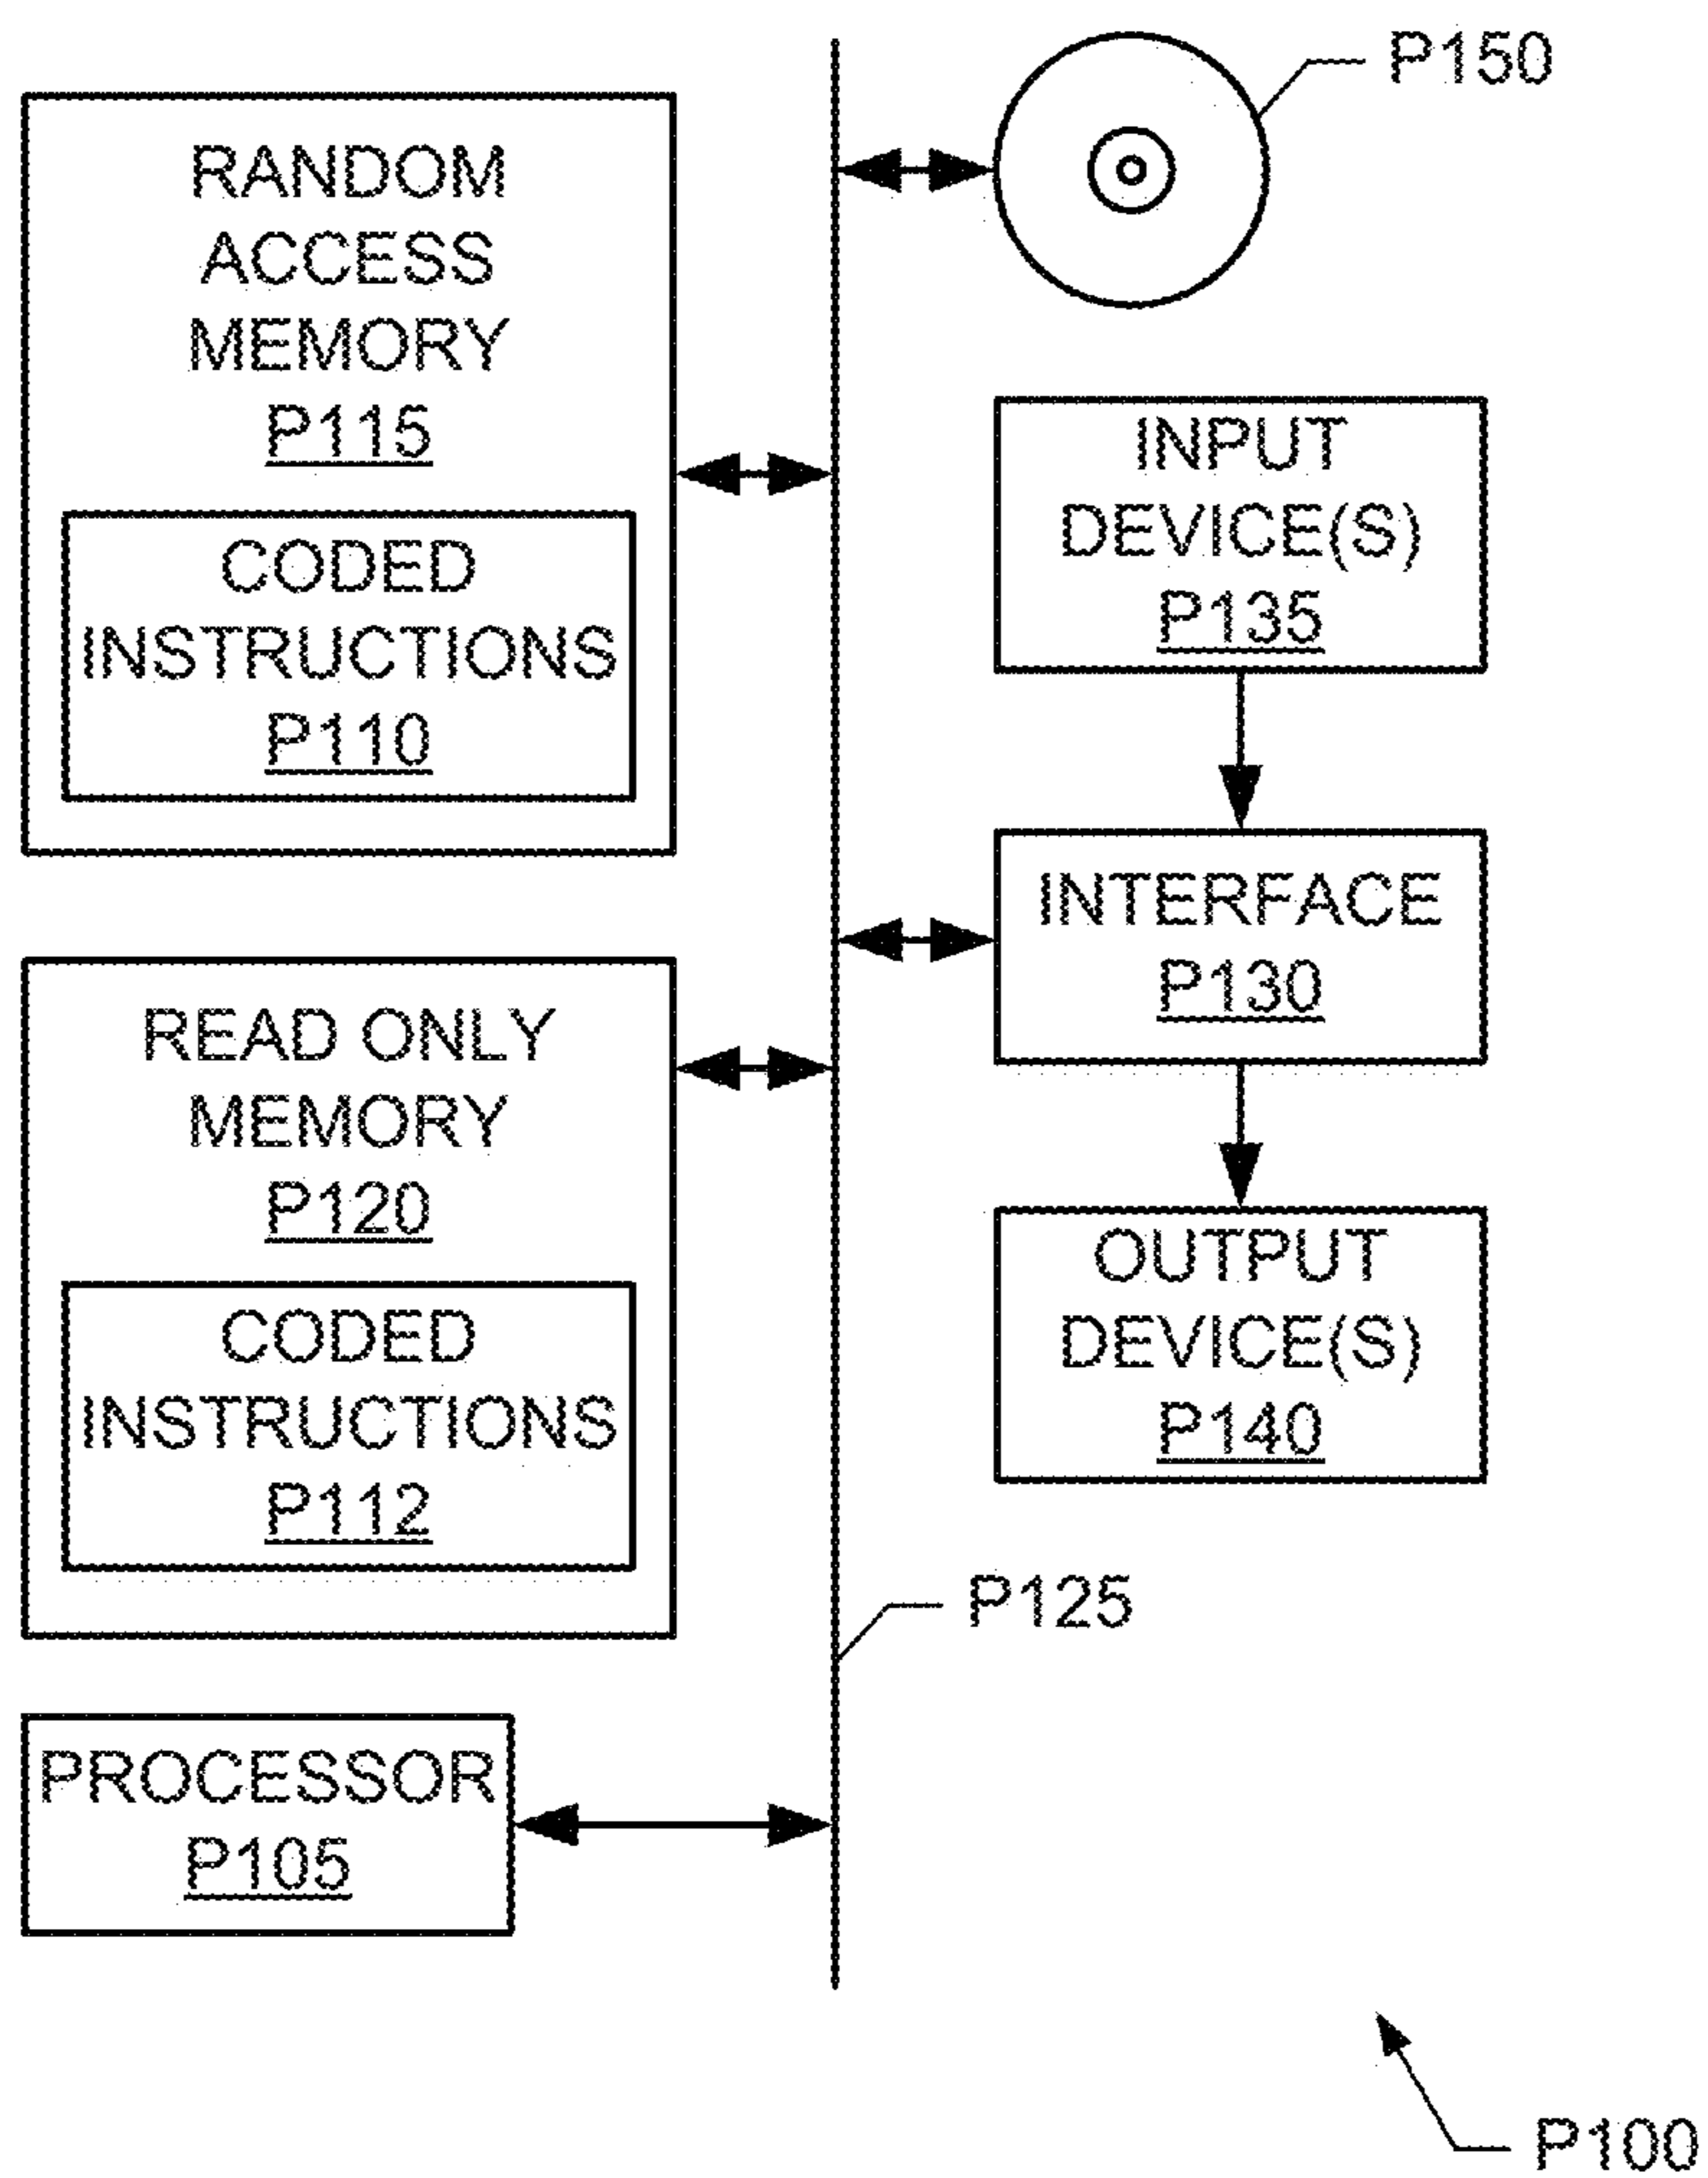 P150
RANDOM
ACCESS
MEMORY
P115
CODED
INSTRUCTIONS
P110
INPUT
DEVICE(S)
P135
INTERFACE
P130
READ ONLY
MEMORY
P120
CODED
INSTRUCTIONS
P112
OUTPUT
DEVICE(S)
P140
P125
PROCESSOR
P105
P100